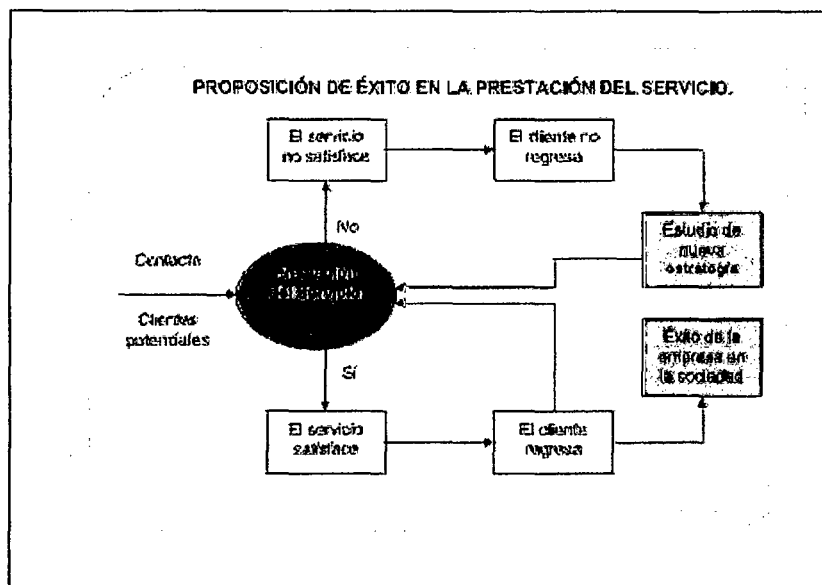 PROPOSICIÓN DE ÉXITO EN LA PRESTACIÓN DEL SERVICIO.
El servicio
no satisface
El cliente no
regresa
No
Estudio de
nueva
estrategia
Contacto
Clientes
potenciales
Éxito de la
empresa en
la sociedad
Sí
El servicio
satisface
El cliente
regresa